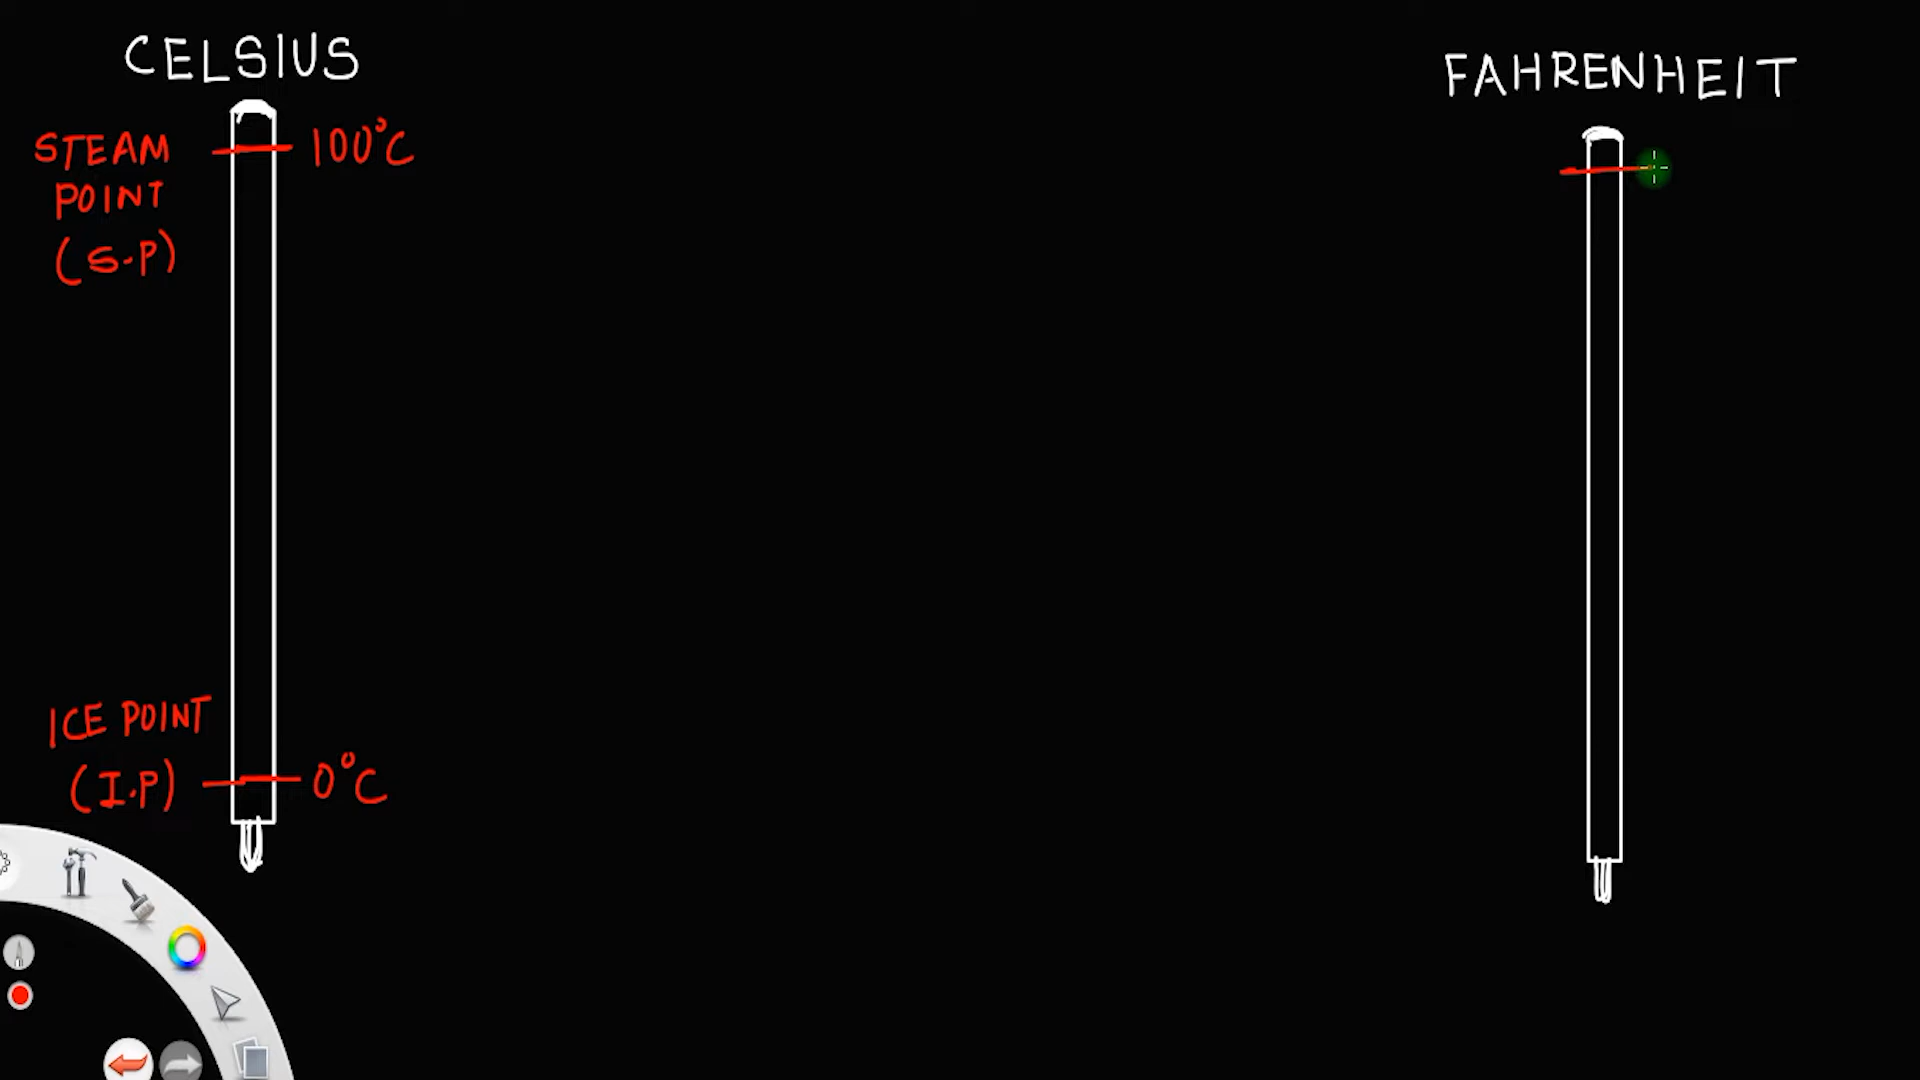 CELSIUS
STEAM
POINT
(S.P)
100°C
ICE POINT
(I.P)
0°C
FAHRENHEIT